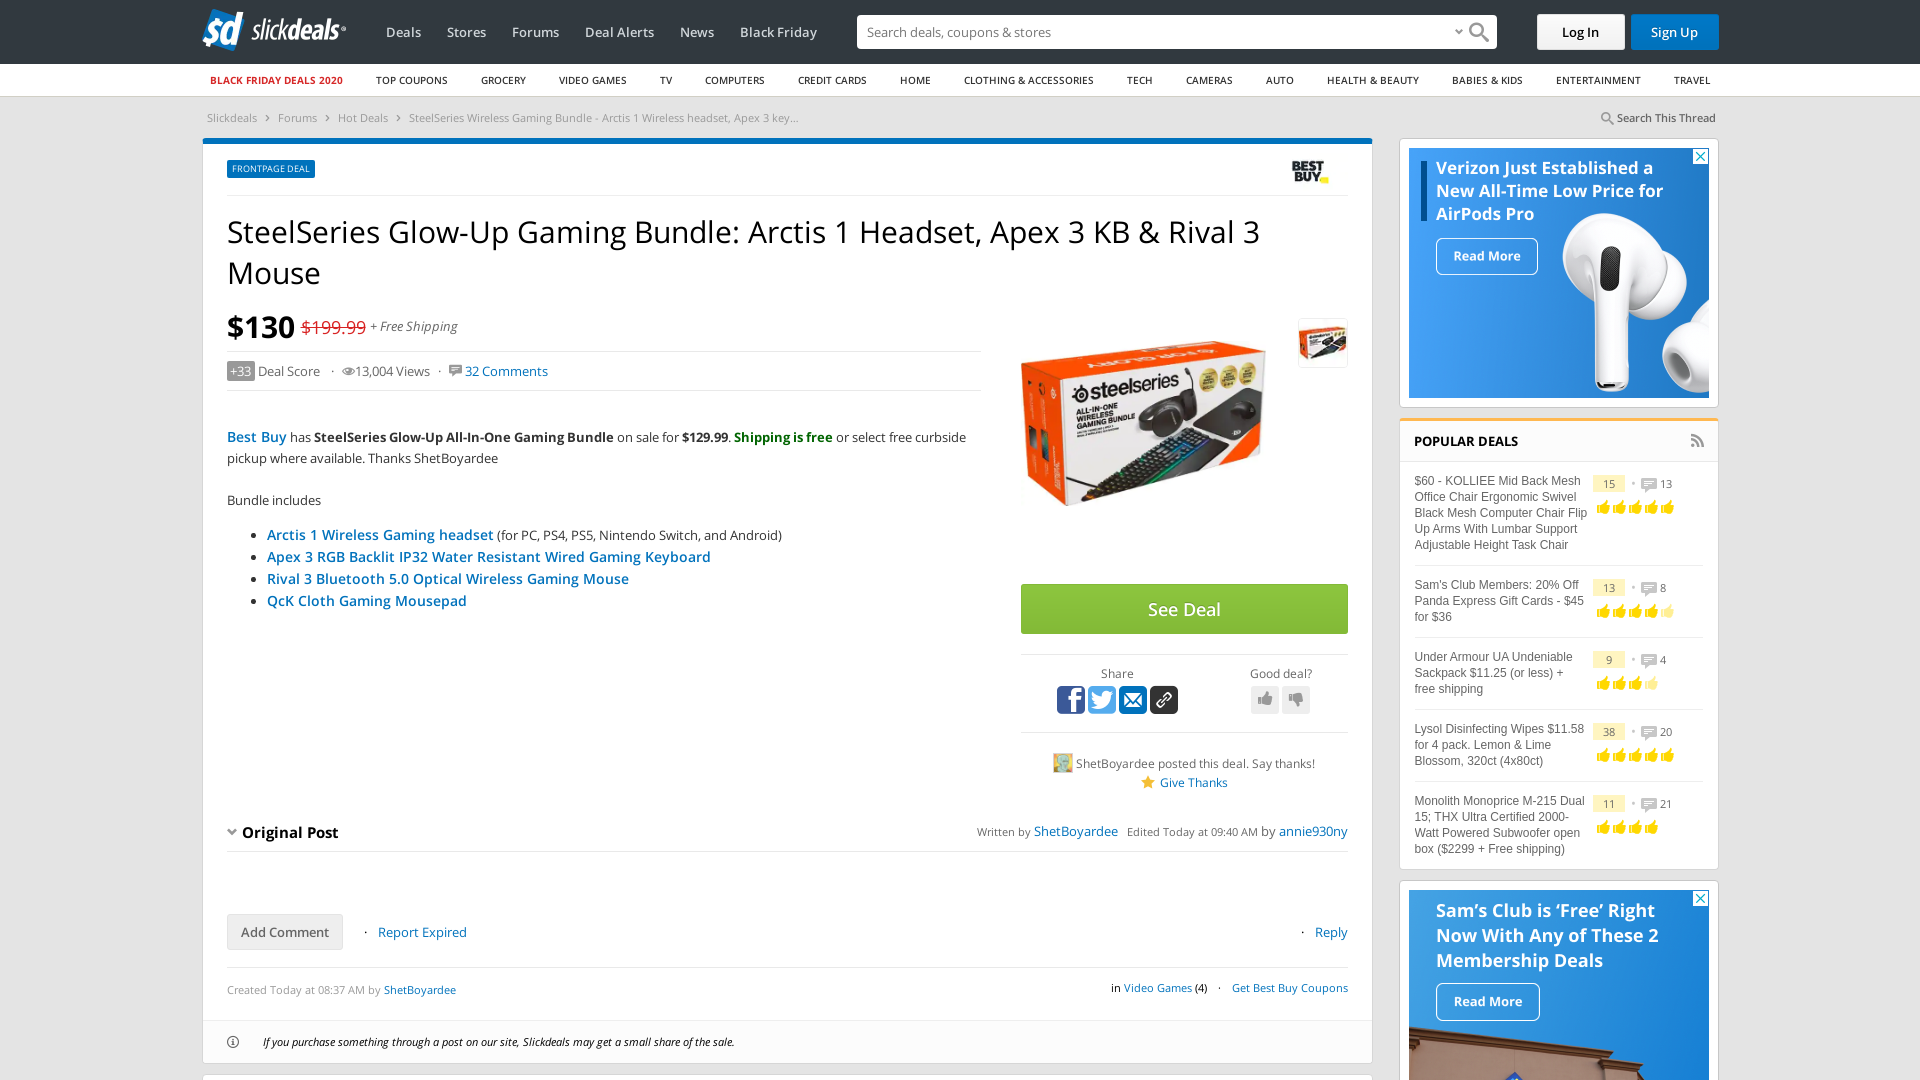 slickdeals
Deals
Stores
Forums
Deal Alerts
News
Black Friday
Search deals, coupons & stores
Log In
Sign Up
BLACK FRIDAY DEALS 2020
TOP COUPONS
GROCERY
VIDEO GAMES
TV
COMPUTERS
CREDIT CARDS
HOME
CLOTHING & ACCESSORIES
TECH
CAMERAS
AUTO
HEALTH & BEAUTY
BABIES & KIDS
ENTERTAINMENT
TRAVEL
Slickdeals › Forums › Hot Deals › SteelSeries Wireless Gaming Bundle - Arctis 1 Wireless headset, Apex 3 key...
Search This Thread
FRONTPAGE DEAL
BEST
BUY
SteelSeries Glow-Up Gaming Bundle: Arctis 1 Headset, Apex 3 KB & Rival 3
Mouse
$130 $199.99 + Free Shipping
+33 Deal Score · 13,004 Views · 32 Comments
Best Buy has SteelSeries Glow-Up All-In-One Gaming Bundle on sale for $129.99. Shipping is free or select free curbside
pickup where available. Thanks ShetBoyardee
Bundle includes
• Arctis 1 Wireless Gaming headset (for PC, PS4, PS5, Nintendo Switch, and Android)
• Apex 3 RGB Backlit IP32 Water Resistant Wired Gaming Keyboard
• Rival 3 Bluetooth 5.0 Optical Wireless Gaming Mouse
• QcK Cloth Gaming Mousepad
FOR GLORY
steelseries
ALL-IN-ONE
WIRELESS
GAMING BUNDLE
See Deal
Share
Good deal?
ShetBoyardee posted this deal. Say thanks!
Give Thanks
Original Post
Written by ShetBoyardee Edited Today at 09:40 AM by annie930ny
Add Comment
· Report Expired
· Reply
Created Today at 08:37 AM by ShetBoyardee
in Video Games (4) · Get Best Buy Coupons
If you purchase something through a post on our site, Slickdeals may get a small share of the sale.
Verizon Just Established a
New All-Time Low Price for
AirPods Pro
Read More
POPULAR DEALS
$60 - KOLLIEE Mid Back Mesh
Office Chair Ergonomic Swivel
Black Mesh Computer Chair Flip
Up Arms With Lumbar Support
Adjustable Height Task Chair
15 • 13
Sam's Club Members: 20% Off
Panda Express Gift Cards - $45
for $36
13 • 8
Under Armour UA Undeniable
Sackpack $11.25 (or less) +
free shipping
9 • 4
Lysol Disinfecting Wipes $11.58
for 4 pack. Lemon & Lime
Blossom, 320ct (4x80ct)
38 • 20
Monolith Monoprice M-215 Dual
15; THX Ultra Certified 2000-
Watt Powered Subwoofer open
box ($2299 + Free shipping)
11 • 21
Sam's Club is ‘Free’ Right
Now With Any of These 2
Membership Deals
Read More